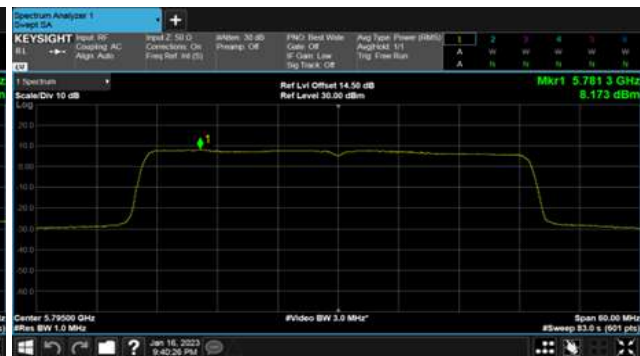 Spectrum Analyzer 1
Swept SA
+
KEYSIGHT Input: RF Input Z: 50 Ω #Atten: 30 dB PNO: Best Wide Avg Type: Power (RMS) 1 2 3 4 5 6
RL Coupling: AC Corrections: On Preamp: Off Gate: Off Avg|Hold: 1/1 A W W W W W
Align: Auto Freq Ref: Int (S) IF Gain: Low Trig: Free Run
LXI Sig Track: Off A N N N N N
1 Spectrum
Ref Lvl Offset 14.50 dB Mkr1 5.781 3 GHz
Scale/Div 10 dB Ref Level 30.00 dBm 8.173 dBm
Log
20.0
10.0
1
0.00
-10.0
-20.0
-30.0
-40.0
-50.0
-60.0
Center 5.79500 GHz #Video BW 3.0 MHz* Span 60.00 MHz
#Res BW 1.0 MHz #Sweep 83.0 s (601 pts)
? Jan 16, 2023
9:40:26 PM